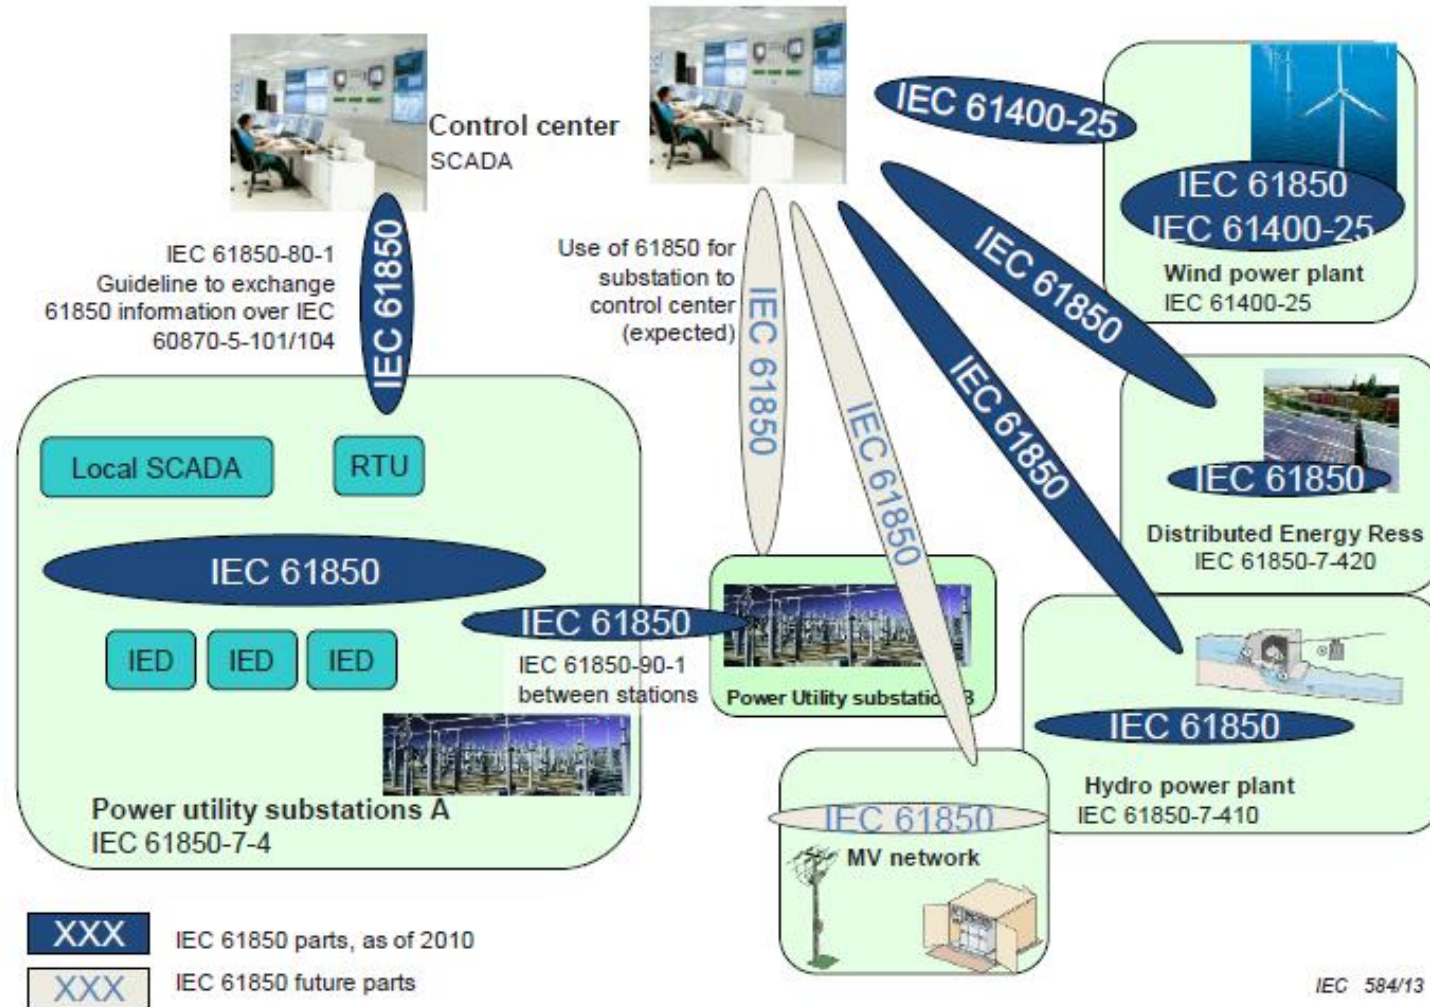 Control center
SCADA
IEC 61850-80-1
Guideline to exchange
61850 information over IEC
60870-5-101/104
IEC 61850
Use of 61850 for
substation to
control center
(expected)
IEC 61850
IEC 61850
IEC 61850
IEC 61850
IEC 61400-25
IEC 61850
IEC 61400-25
Wind power plant
IEC 61400-25
IEC 61850
Distributed Energy Ress
IEC 61850-7-420
IEC 61850
Hydro power plant
IEC 61850-7-410
Local SCADA
RTU
IEC 61850
IED
IED
IED
Power utility substations A
IEC 61850-7-4
IEC 61850
IEC 61850-90-1
between stations
Power Utility substation B
IEC 61850
MV network
XXX
IEC 61850 parts, as of 2010
XXX
IEC 61850 future parts
IEC 584/13